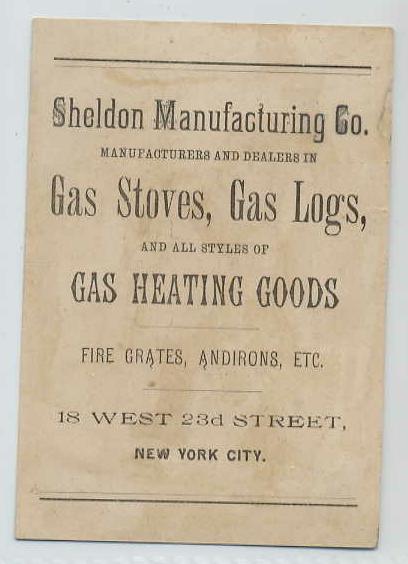 Sheldon Manufacturing Co.
MANUFACTURERS AND DEALERS IN
Gas Stoves, Gas Logs,
AND ALL STYLES OF
GAS HEATING GOODS
FIRE GRATES, ANDIRONS, ETC.
18 WEST 23d STREET,
NEW YORK CITY.